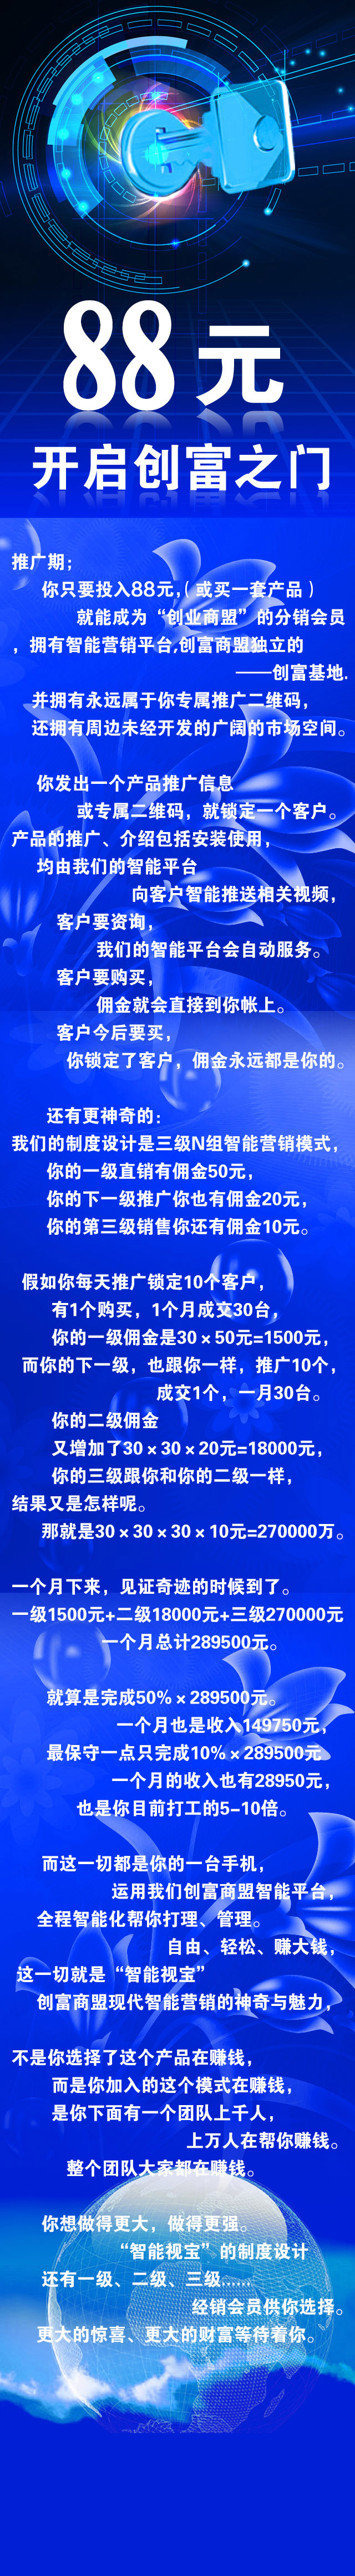 88元
开启创富之门
推广期；
你只要投入88元,（或买一套产品）
就能成为“创业商盟”的分销会员
，拥有智能营销平台,创富商盟独立的
——创富基地.
并拥有永远属于你专属推广二维码，
还拥有周边未经开发的广阔的市场空间。
你发出一个产品推广信息
或专属二维码，就锁定一个客户。
产品的推广、介绍包括安装使用，
均由我们的智能平台
向客户智能推送相关视频，
客户要咨询，
我们的智能平台会自动服务。
客户要购买，
佣金就会直接到你帐上。
客户今后要买，
你锁定了客户，佣金永远都是你的。
还有更神奇的：
我们的制度设计是三级N组智能营销模式，
你的一级直销有佣金50元，
你的下一级推广你也有佣金20元，
你的第三级销售你还有佣金10元。
假如你每天推广锁定10个客户，
有1个购买，1个月成交30台，
你的一级佣金是30×50元=1500元，
而你的下一级，也跟你一样，推广10个，
成交1个，一月30台。
你的二级佣金
又增加了30×30×20元=18000元，
你的三级跟你和你的二级一样，
结果又是怎样呢。
那就是30×30×30×10元=270000万。
一个月下来，见证奇迹的时候到了。
一级1500元+二级18000元+三级270000元
一个月总计289500元。
就算是完成50%×289500元。
一个月也是收入149750元，
最保守一点只完成10%×289500元
一个月的收入也有28950元，
也是你目前打工的5-10倍。
而这一切都是你的一台手机，
运用我们创富商盟智能平台，
全程智能化帮你打理、管理。
自由、轻松、赚大钱，
这一切就是“智能视宝”
创富商盟现代智能营销的神奇与魅力，
不是你选择了这个产品在赚钱，
而是你加入的这个模式在赚钱，
是你下面有一个团队上千人，
上万人在帮你赚钱。
整个团队大家都在赚钱。
你想做得更大，做得更强。
“智能视宝”的制度设计
还有一级、二级、三级......
经销会员供你选择。
更大的惊喜、更大的财富等待着你。